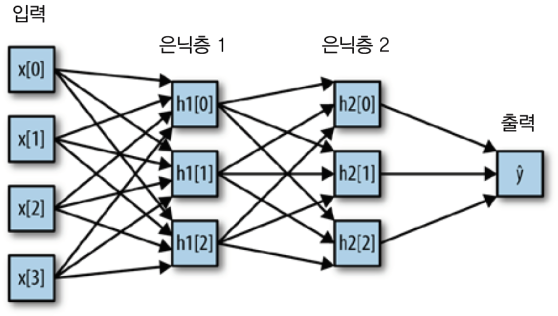 입력
은닉층 1
은닉층 2
출력
x[0]
x[1]
x[2]
x[3]
h1[0]
h1[1]
h1[2]
h2[0]
h2[1]
h2[2]
ŷ